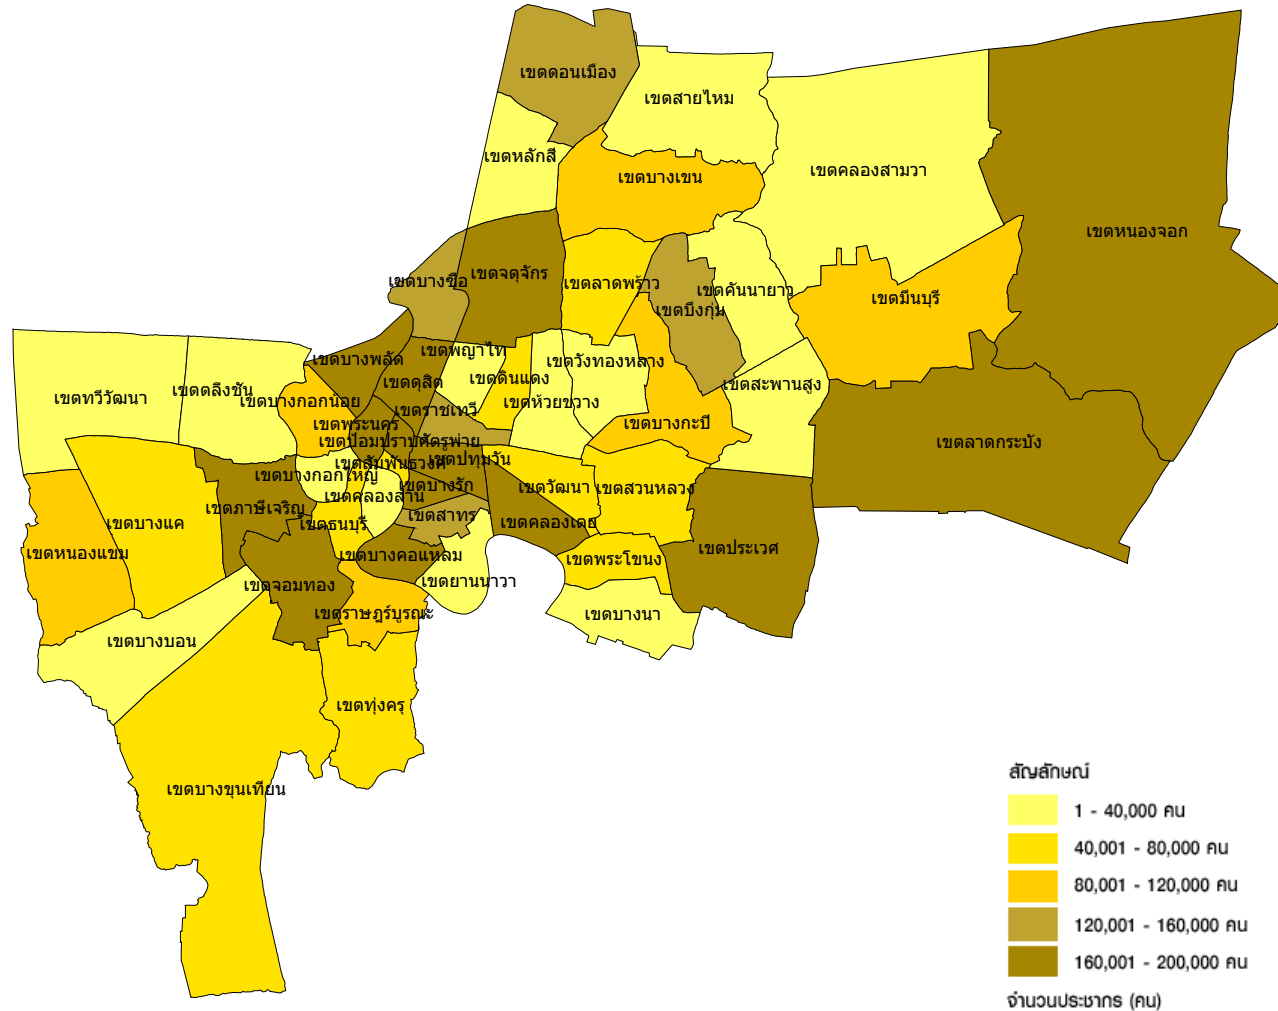 เขตดอนเมือง
เขตสายไหม
เขตหลักสี่
เขตบางเขน
เขตคลองสามวา
เขตหนองจอก
เขตบางซื่อ
เขตจตุจักร
เขตลาดพร้าว
เขตบึงกุ่ม
เขตคันนายาว
เขตมีนบุรี
เขตทวีวัฒนา
เขตตลิ่งชัน
เขตบางพลัด
เขตพญาไท
เขตดุสิต
เขตดินแดง
เขตวังทองหลาง
เขตสะพานสูง
เขตบางกอกน้อย
เขตราชเทวี
เขตห้วยขวาง
เขตพระนคร
เขตบางกะปิ
เขตป้อมปราบศัตรูพ่าย
เขตลาดกระบัง
เขตสัมพันธวงศ์
เขตปทุมวัน
เขตบางกอกใหญ่
เขตบางรัก
เขตวัฒนา
เขตสวนหลวง
เขตคลองสาน
เขตภาษีเจริญ
เขตสาทร
เขตบางแค
เขตธนบุรี
เขตคลองเตย
เขตประเวศ
เขตหนองแขม
เขตบางคอแหลม
เขตพระโขนง
เขตจอมทอง
เขตยานนาวา
เขตราษฎร์บูรณะ
เขตบางนา
เขตบางบอน
เขตทุ่งครุ
เขตบางขุนเทียน
สัญลักษณ์
1 - 40,000 คน
40,001 - 80,000 คน
80,001 - 120,000 คน
120,001 - 160,000 คน
160,001 - 200,000 คน
จำนวนประชากร (คน)